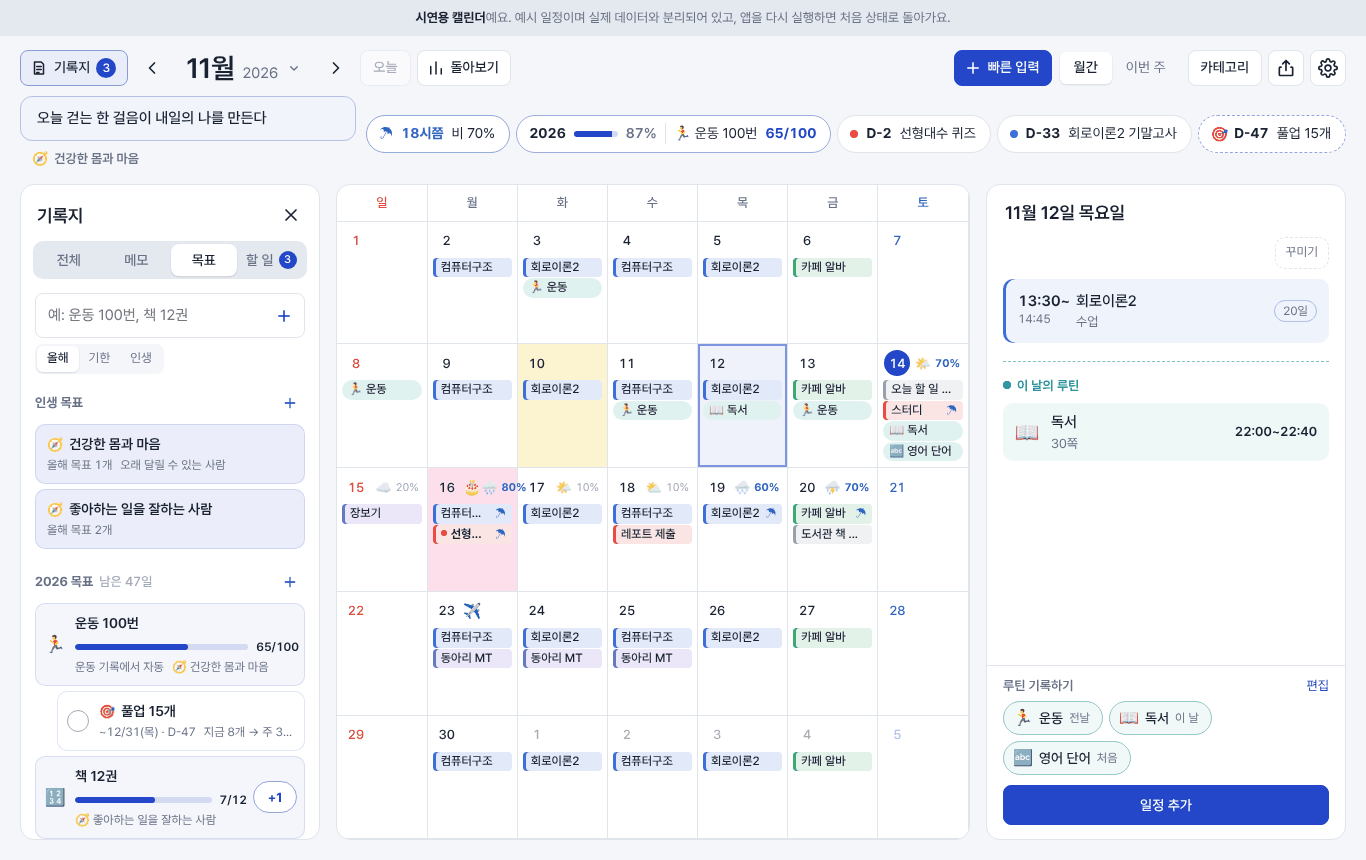 시연용 캘린더예요. 예시 일정이며 실제 데이터와 분리되어 있고, 앱을 다시 실행하면 처음 상태로 돌아가요.
기록지 3
11월 2026
오늘
돌아보기
빠른 입력
월간
이번 주
카테고리
오늘 걷는 한 걸음이 내일의 나를 만든다
건강한 몸과 마음
18시쯤 비 70%
2026 87% 운동 100번 65/100
D-2 선형대수 퀴즈
D-33 회로이론2 기말고사
D-47 풀업 15개
기록지
전체 메모 목표 할 일 3
예: 운동 100번, 책 12권
올해 기한 인생
인생 목표
건강한 몸과 마음
올해 목표 1개 오래 달릴 수 있는 사람
좋아하는 일을 잘하는 사람
올해 목표 2개
2026 목표 남은 47일
운동 100번
65/100
운동 기록에서 자동 건강한 몸과 마음
풀업 15개
~12/31(목) · D-47 지금 8개 → 주 3...
책 12권
7/12 +1
좋아하는 일을 잘하는 사람
일 월 화 수 목 금 토
1 2 3 4 5 6 7
컴퓨터구조 회로이론2 컴퓨터구조 회로이론2 카페 알바
운동
8 9 10 11 12 13 14 70%
운동 컴퓨터구조 회로이론2 컴퓨터구조 회로이론2 카페 알바 오늘 할 일 ...
운동 독서 운동 스터디
독서
abc 영어 단어
15 20% 16 80% 17 10% 18 10% 19 60% 20 70% 21
장보기 컴퓨터... 회로이론2 컴퓨터구조 회로이론2 카페 알바
선형... 레포트 제출 도서관 책 ...
22 23 24 25 26 27 28
컴퓨터구조 회로이론2 컴퓨터구조 회로이론2 카페 알바
동아리 MT 동아리 MT 동아리 MT
29 30 1 2 3 4 5
컴퓨터구조 회로이론2 컴퓨터구조 회로이론2 카페 알바
11월 12일 목요일
꾸미기
13:30~ 회로이론2
14:45 수업
20일
이 날의 루틴
독서
30쪽
22:00~22:40
루틴 기록하기 편집
운동 전날 독서 이 날
abc 영어 단어 처음
일정 추가